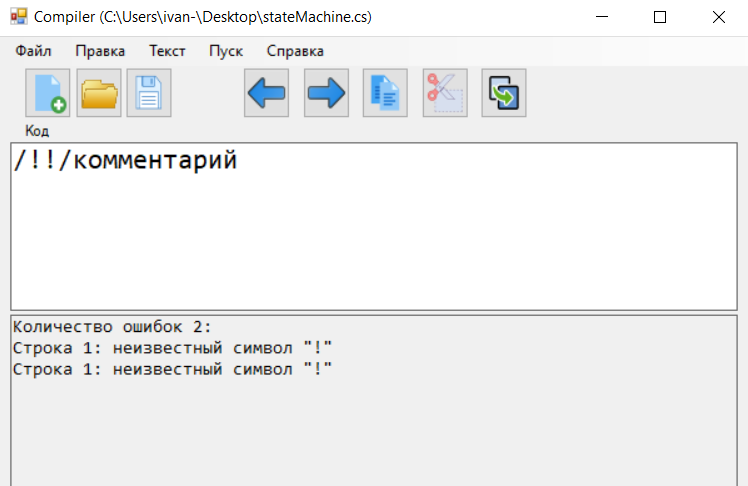 Compiler (C:\Users\ivan-\Desktop\stateMachine.cs)
Файл Правка Текст Пуск Справка
Код
/!!/комментарий
Количество ошибок 2:
Строка 1: неизвестный символ "!"
Строка 1: неизвестный символ "!"